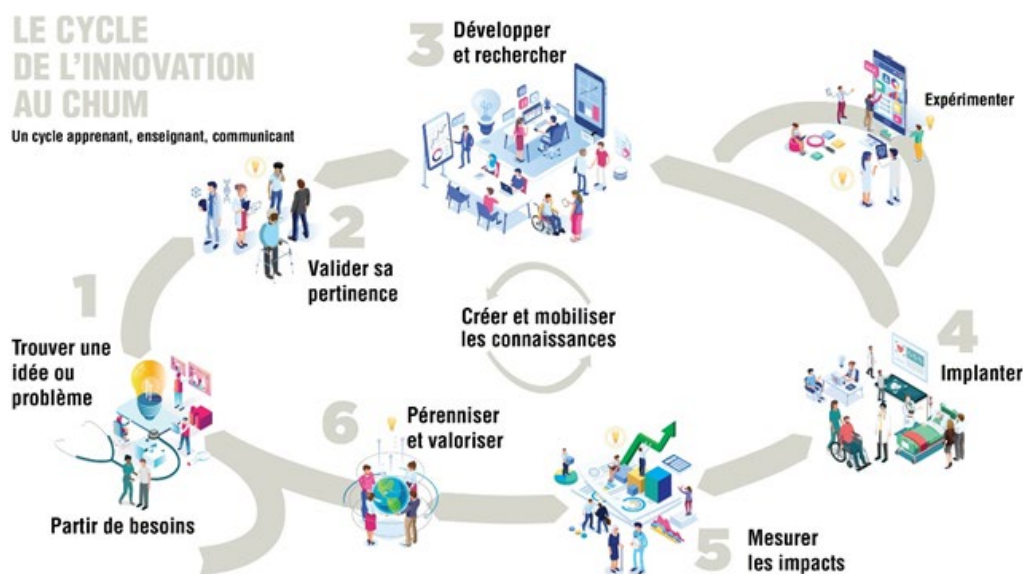 LE CYCLE
DE L'INNOVATION
AU CHUM
Un cycle apprenant, enseignant, communicant
1
Trouver une
idée ou
problème
Partir de besoins
2
Valider sa
pertinence
3
Développer
et rechercher
Expérimenter
4
Implanter
5
Mesurer
les impacts
6
Pérenniser
et valoriser
Créer et mobiliser
les connaissances